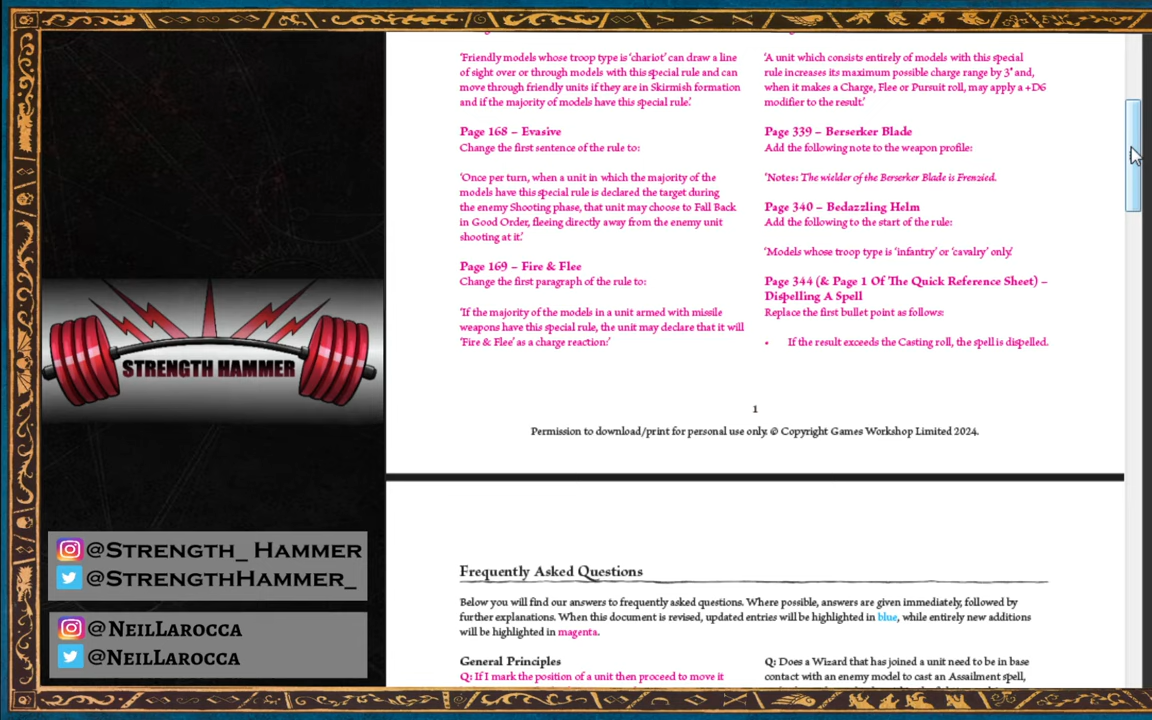 STRENGTH HAMMER
@STRENGTH_HAMMER
@STRENGTHHAMMER_
@NEILLAROCCA
@NEILLAROCCA
'Friendly models whose troop type is 'chariot' can draw a line
of sight over or through models with this special rule and can
move through friendly units if they are in Skirmish formation
and if the majority of models have this special rule.'
Page 168 – Evasive
Change the first sentence of the rule to:
'Once per turn, when a unit in which the majority of the
models have this special rule is declared the target during
the enemy Shooting phase, that unit may choose to Fall Back
in Good Order, fleeing directly away from the enemy unit
shooting at it.'
Page 169 – Fire & Flee
Change the first paragraph of the rule to:
'If the majority of the models in a unit armed with missile
weapons have this special rule, the unit may declare that it will
'Fire & Flee' as a charge reaction:'
'A unit which consists entirely of models with this special
rule increases its maximum possible charge range by 3" and,
when it makes a Charge, Flee or Pursuit roll, may apply a +D6
modifier to the result.'
Page 339 – Berserker Blade
Add the following note to the weapon profile:
'Notes: The wielder of the Berserker Blade is Frenzied.
Page 340 – Bedazzling Helm
Add the following to the start of the rule:
'Models whose troop type is 'infantry' or 'cavalry' only.'
Page 344 (& Page 1 Of The Quick Reference Sheet) –
Dispelling A Spell
Replace the first bullet point as follows:
• If the result exceeds the Casting roll, the spell is dispelled.
1
Permission to download/print for personal use only. © Copyright Games Workshop Limited 2024.
Frequently Asked Questions
Below you will find our answers to frequently asked questions. Where possible, answers are given immediately, followed by
further explanations. When this document is revised, updated entries will be highlighted in blue, while entirely new additions
will be highlighted in magenta.
General Principles
Q: If I mark the position of a unit then proceed to move it
Q: Does a Wizard that has joined a unit need to be in base
contact with an enemy model to cast an Assailment spell,